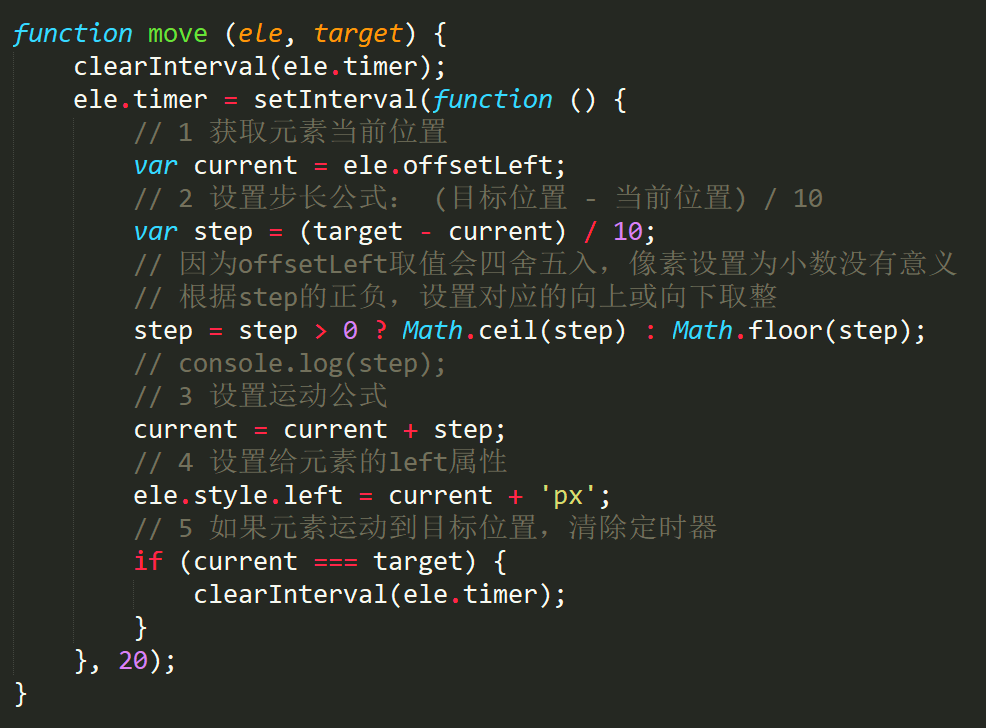 function move (ele, target) {
    clearInterval(ele.timer);
    ele.timer = setInterval(function () {
        // 1 获取元素当前位置
        var current = ele.offsetLeft;
        // 2 设置步长公式： (目标位置 - 当前位置) / 10
        var step = (target - current) / 10;
        // 因为offsetLeft取值会四舍五入，像素设置为小数没有意义
        // 根据step的正负，设置对应的向上或向下取整
        step = step > 0 ? Math.ceil(step) : Math.floor(step);
        // console.log(step);
        // 3 设置运动公式
        current = current + step;
        // 4 设置给元素的left属性
        ele.style.left = current + 'px';
        // 5 如果元素运动到目标位置，清除定时器
        if (current === target) {
            clearInterval(ele.timer);
        }
    }, 20);
}